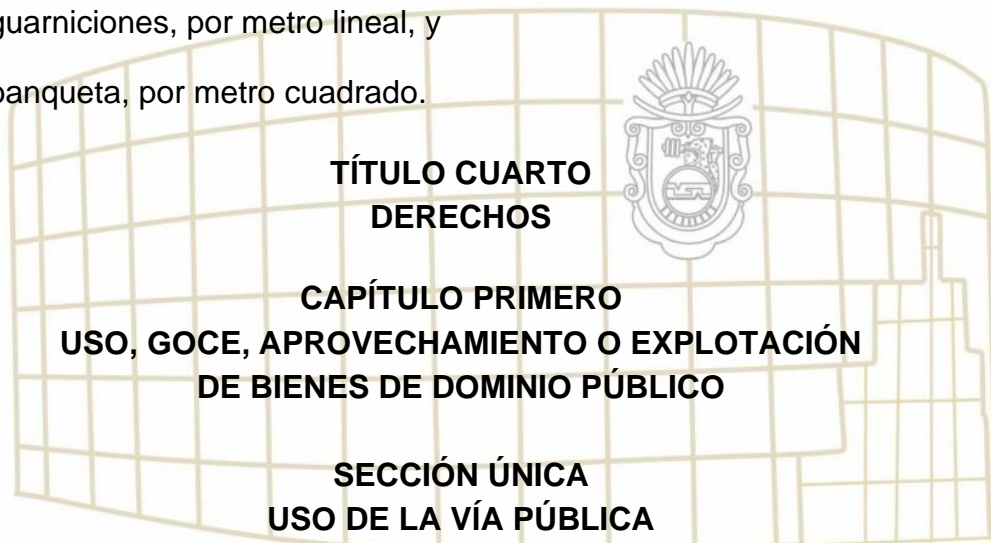 guarniciones, por metro lineal, y
banqueta, por metro cuadrado.
TÍTULO CUARTO
DERECHOS
CAPÍTULO PRIMERO
USO, GOCE, APROVECHAMIENTO O EXPLOTACIÓN
DE BIENES DE DOMINIO PÚBLICO
SECCIÓN ÚNICA
USO DE LA VÍA PÚBLICA